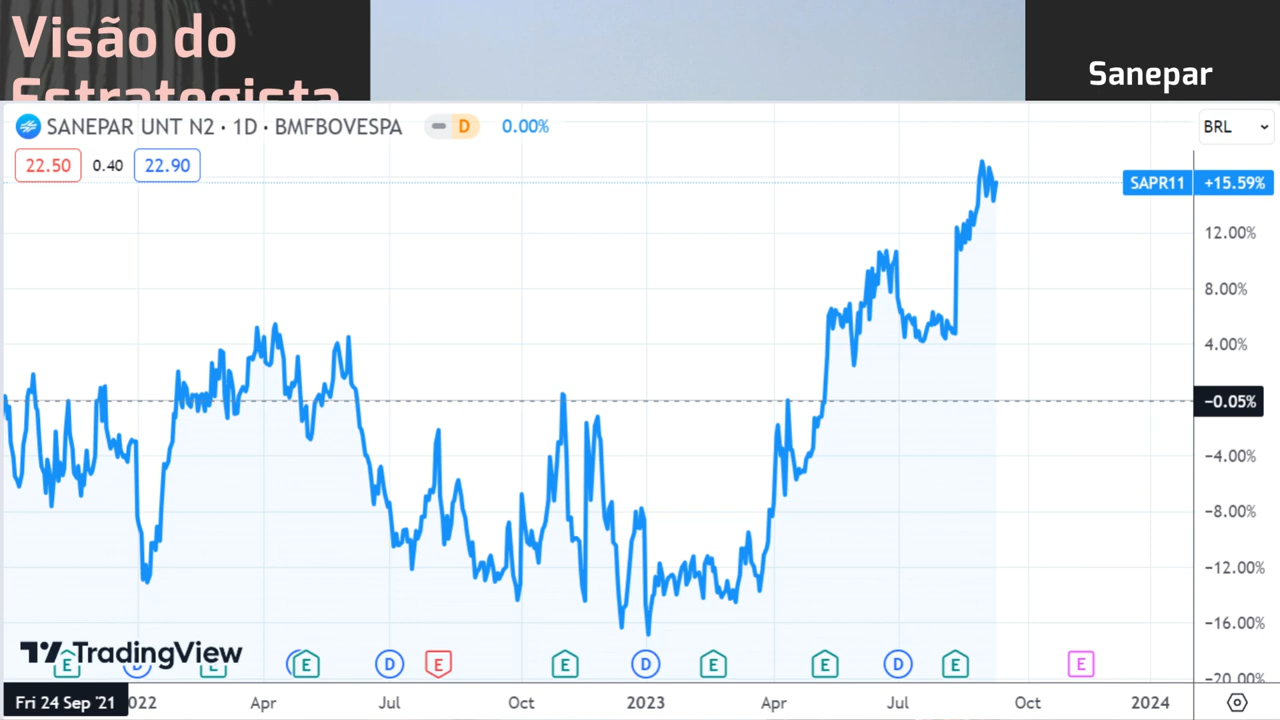 Visão do
Estrategista
Sanepar
SANEPAR UNT N2 · 1D · BMFBOVESPA
D
0.00%
BRL
22.50
0.40
22.90
SAPR11
+15.59%
12.00%
8.00%
4.00%
−0.05%
−4.00%
−8.00%
−12.00%
−16.00%
−20.00%
TradingView
E
D
E
E
D
E
E
D
E
E
D
E
E
Fri 24 Sep '21
022
Apr
Jul
Oct
2023
Apr
Jul
Oct
2024